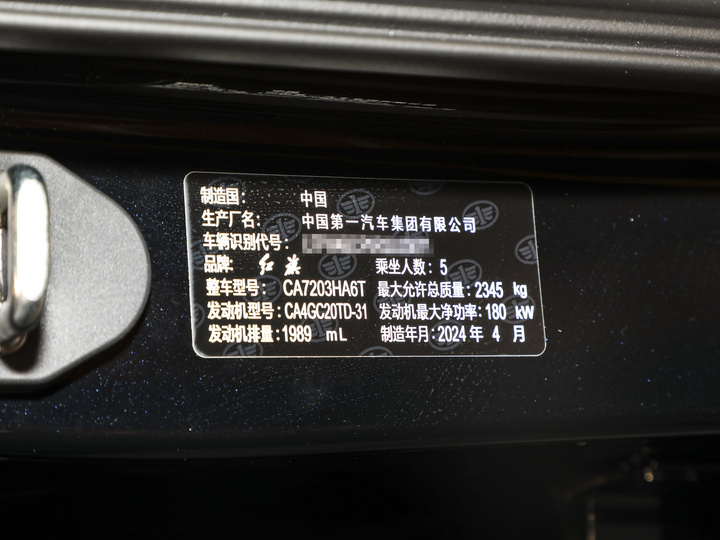 制造国： 中国
生产厂名： 中国第一汽车集团有限公司
车辆识别代号：
品牌： 红旗 乘坐人数：5
整车型号：CA7203HA6T 最大允许总质量：2345 kg
发动机型号：CA4GC20TD-31 发动机最大净功率：180 kW
发动机排量：1989 mL 制造年月：2024 年 4 月